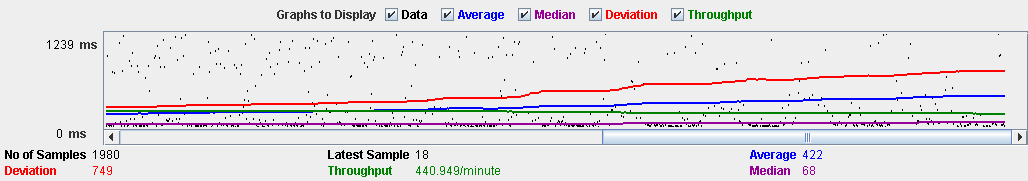 Graphs to Display Data Average Median Deviation Throughput
1239 ms
0 ms
No of Samples 1980 Latest Sample 18 Average 422
Deviation 749 Throughput 440.949/minute Median 68